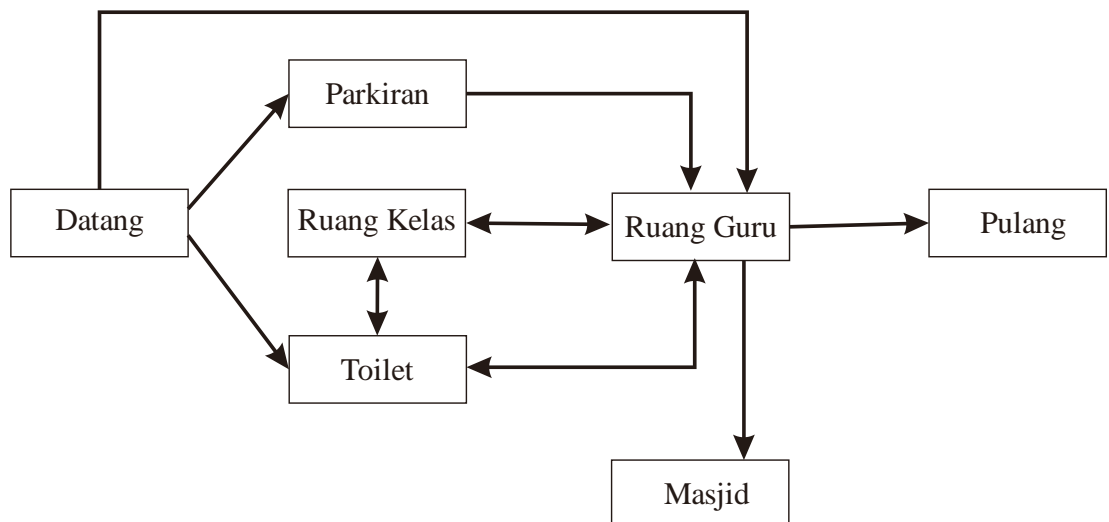 Parkiran
Datang
Ruang Kelas
Ruang Guru
Pulang
Toilet
Masjid